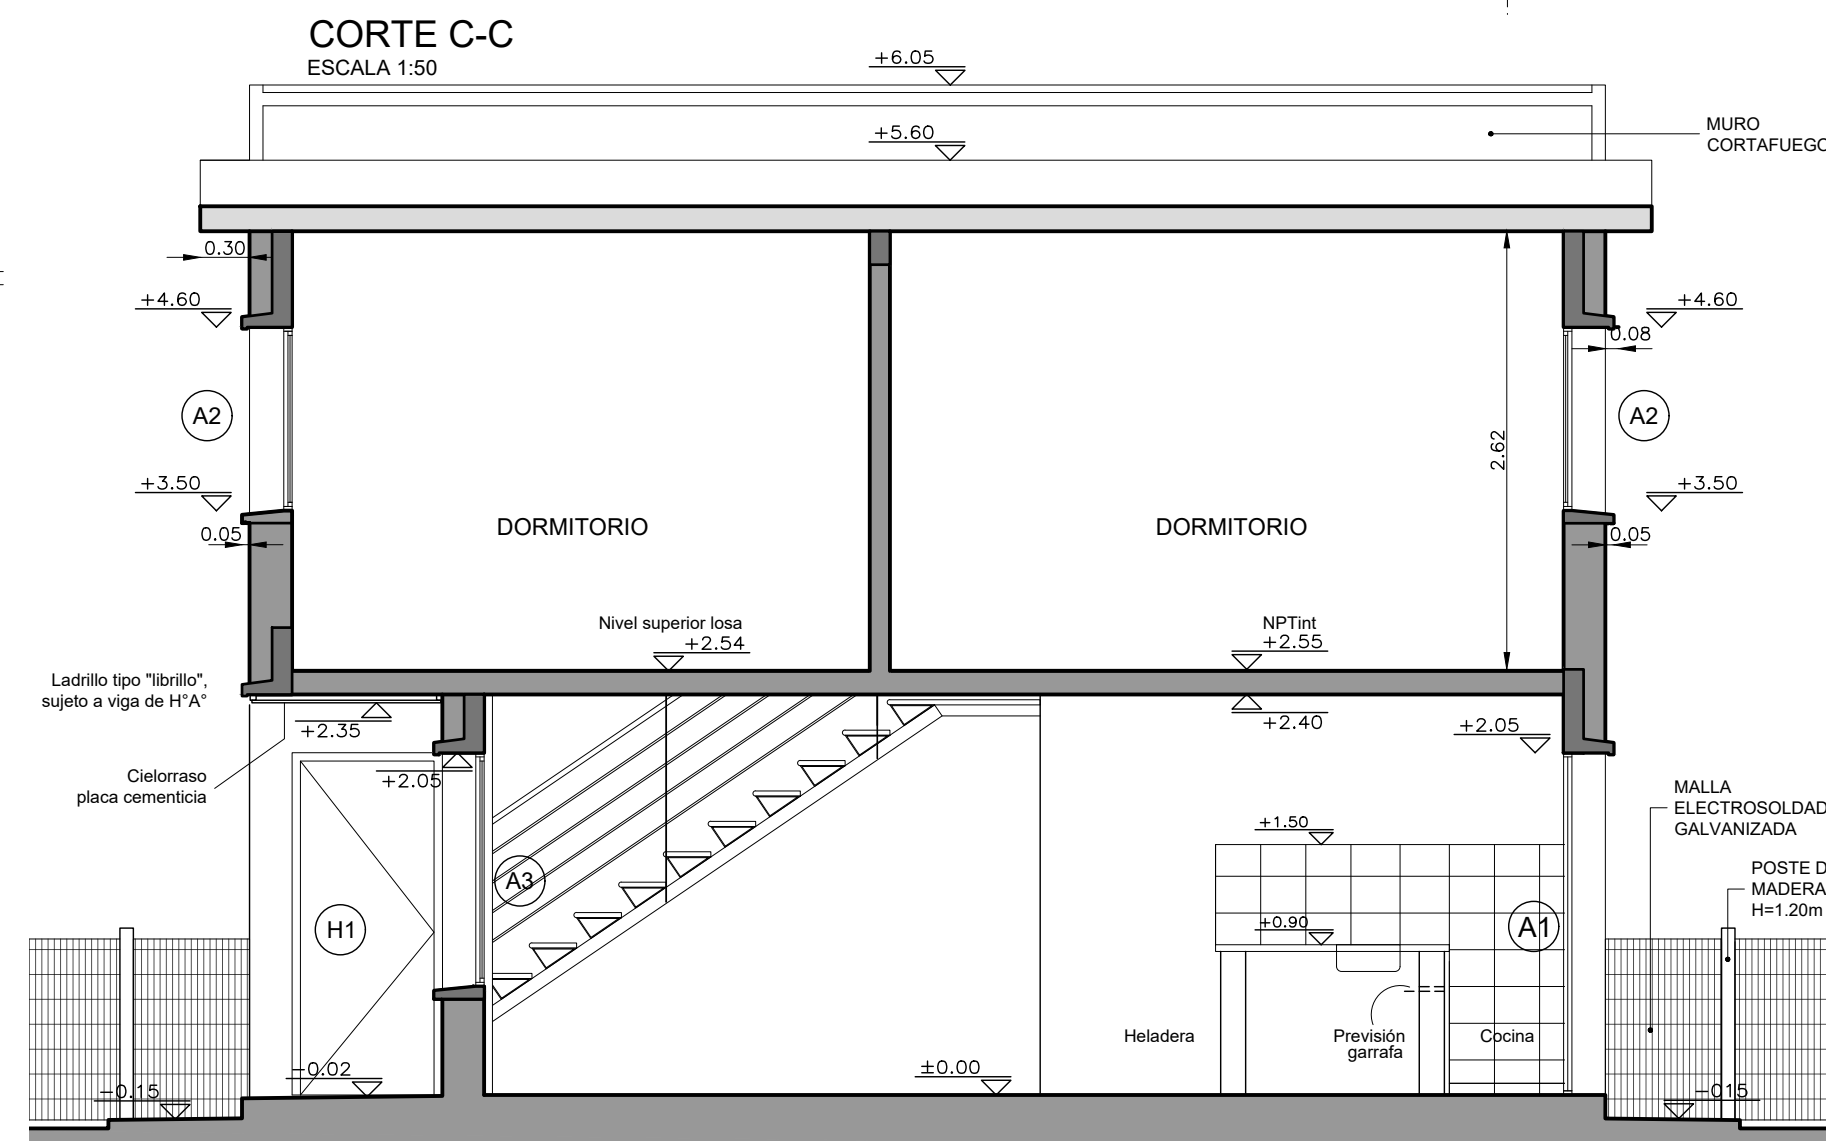 CORTE C-C
ESCALA 1:50
+6.05
+5.60
MURO
CORTAFUEGO
0.30
+4.60
+4.60
0.08
A2
A2
2.62
+3.50
+3.50
DORMITORIO
DORMITORIO
0.05
0.05
Nivel superior losa
+2.54
NPTint
+2.55
Ladrillo tipo "librillo",
sujeto a viga de H°A°
+2.35
+2.40
+2.05
Cielorraso
placa cementicia
+2.05
MALLA
ELECTROSOLDAD
GALVANIZADA
+1.50
POSTE D
MADERA
H=1.20m
A3
H1
+0.90
A1
Heladera
Previsión
garrafa
Cocina
-0.02
±0.00
-0.15
-015